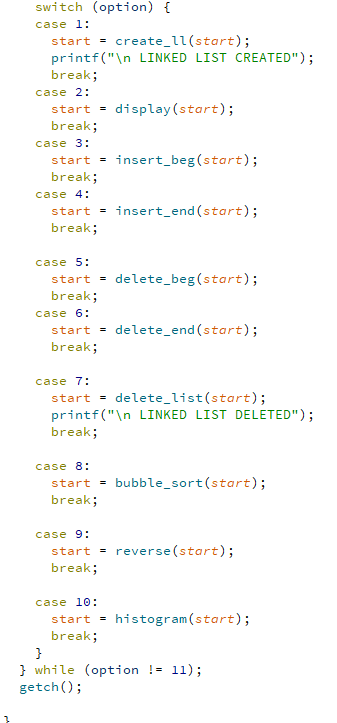 switch (option) {
case 1:
start = create_ll(start);
printf("\n LINKED LIST CREATED");
break;
case 2:
start = display(start);
break;
case 3:
start = insert_beg(start);
break;
case 4:
start = insert_end(start);
break;
case 5:
start = delete_beg(start);
break;
case 6:
start = delete_end(start);
break;
case 7:
start = delete_list(start);
printf("\n LINKED LIST DELETED");
break;
case 8:
start = bubble_sort(start);
break;
case 9:
start = reverse(start);
break;
case 10:
start = histogram(start);
break;
}
} while (option != 11);
getch();
}